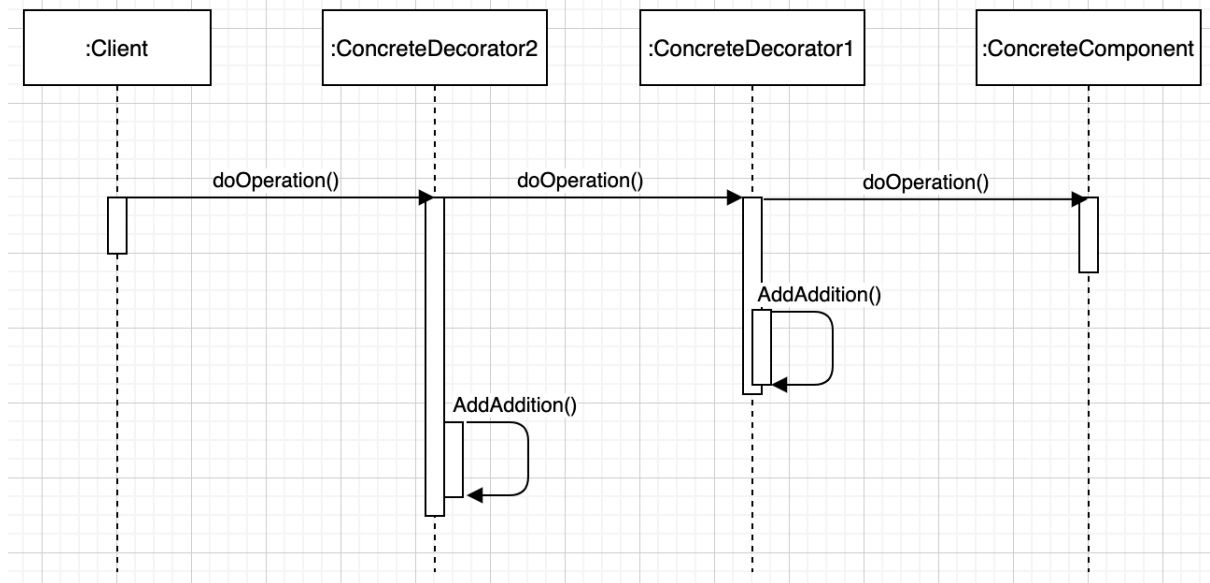 :Client
:ConcreteDecorator2
:ConcreteDecorator1
:ConcreteComponent
doOperation()
doOperation()
doOperation()
AddAddition()
AddAddition()